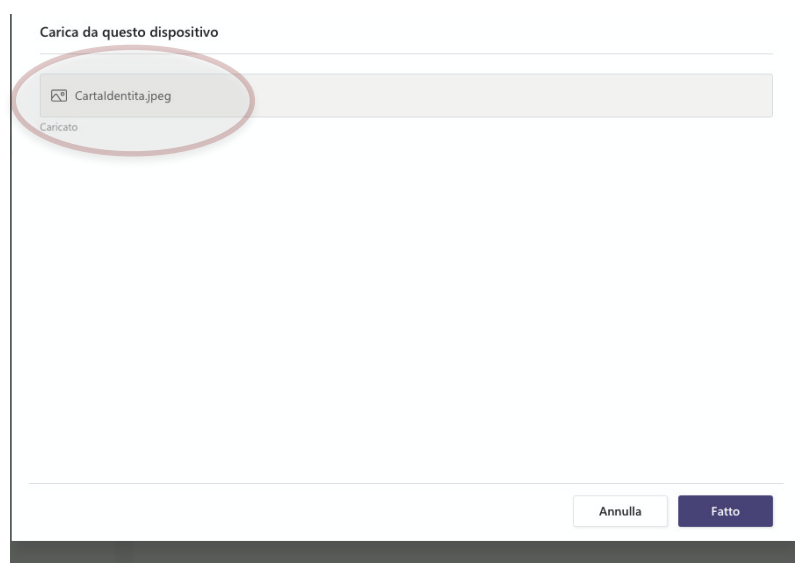 Carica da questo dispositivo
CartaIdentita.jpeg
Caricato
Annulla
Fatto